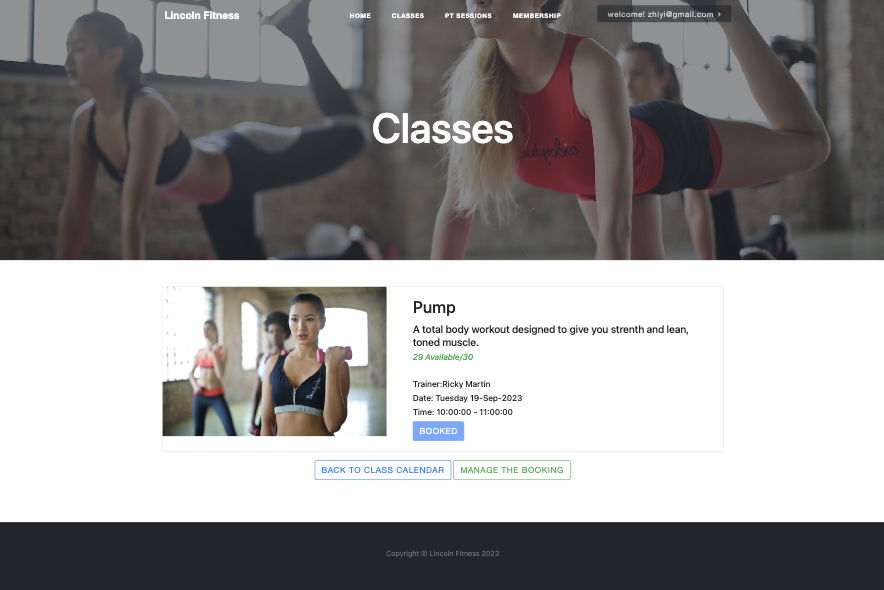 Lincoln Fitness
HOME CLASSES PT SESSIONS MEMBERSHIP
welcome! zhiyi@gmail.com
Classes
Pump
A total body workout designed to give you strenth and lean,
toned muscle.
29 Available/30
Trainer:Ricky Martin
Date: Tuesday 19-Sep-2023
Time: 10:00:00 - 11:00:00
BOOKED
BACK TO CLASS CALENDAR MANAGE THE BOOKING
Copyright © Lincoln Fitness 2023